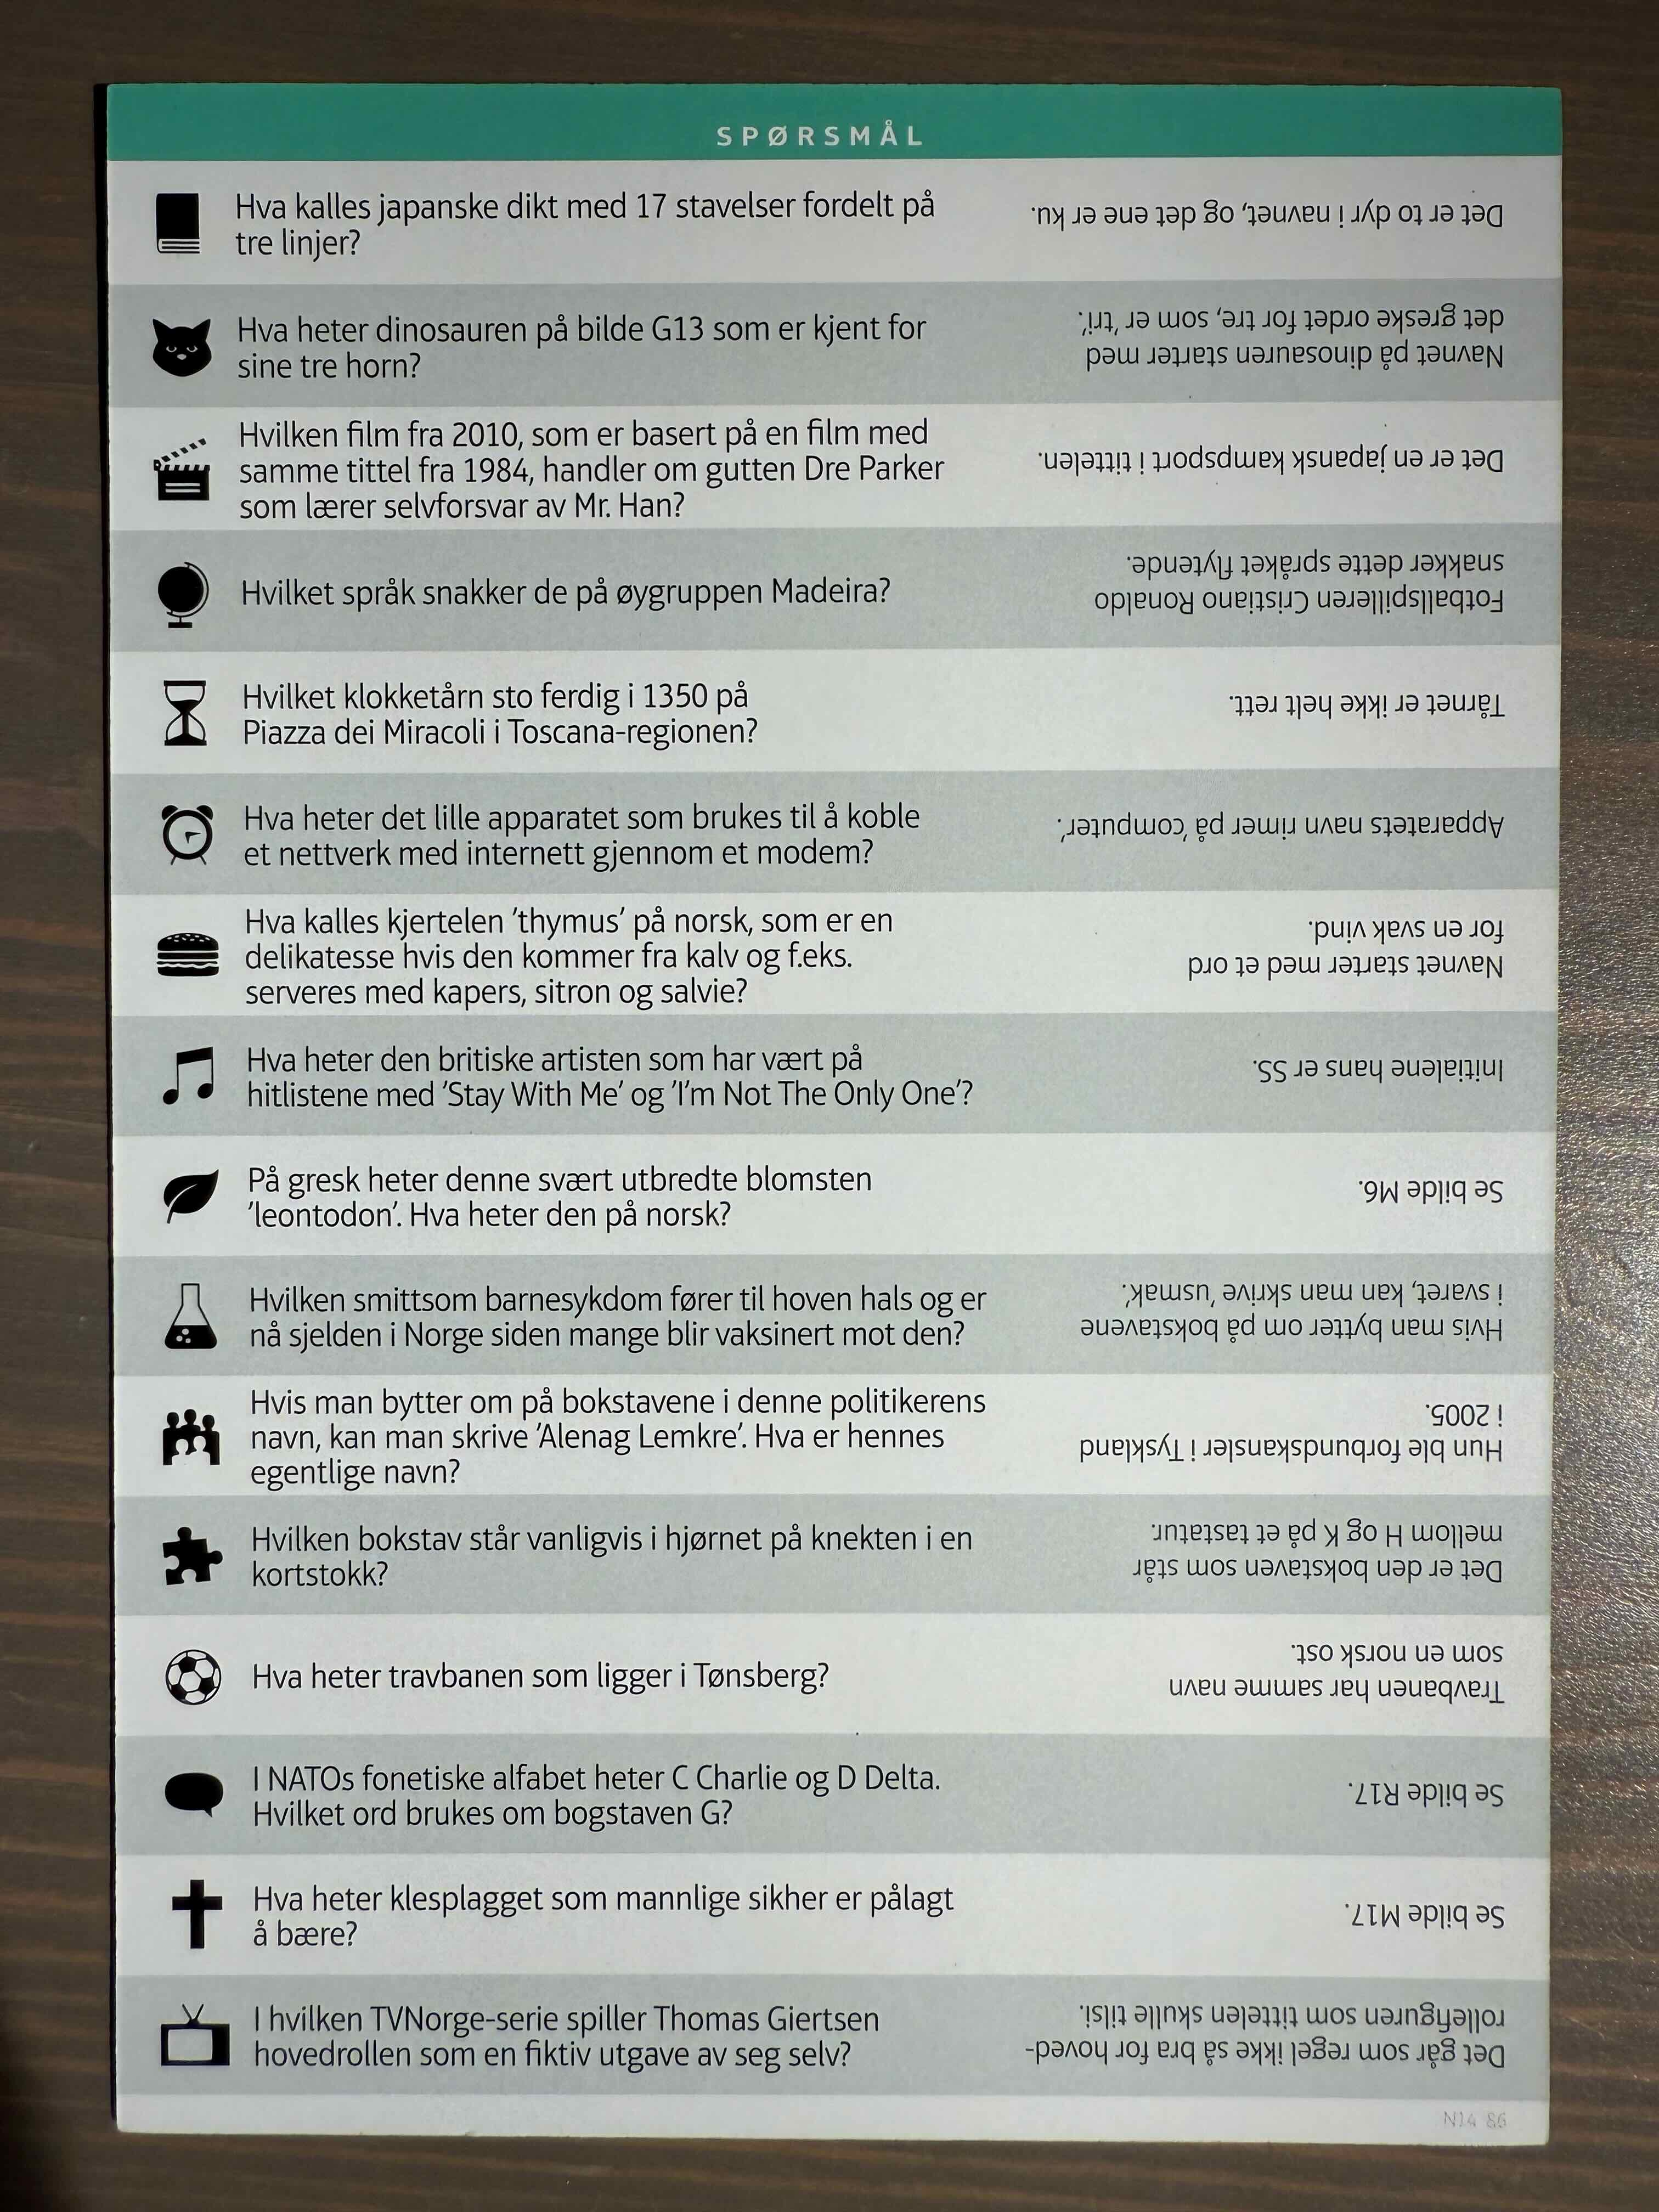 SPØRSMÅL
Hva kalles japanske dikt med 17 stavelser fordelt på
tre linjer?
Det er to dyr i navnet, og det ene er ku.
Hva heter dinosauren på bilde G13 som er kjent for
sine tre horn?
Navnet på dinosauren starter med
det greske ordet for tre, som er ’tri’.
Hvilken film fra 2010, som er basert på en film med
samme tittel fra 1984, handler om gutten Dre Parker
som lærer selvforsvar av Mr. Han?
Det er en japansk kampsport i tittelen.
Hvilket språk snakker de på øygruppen Madeira?
Fotballspilleren Cristiano Ronaldo
snakker dette språket flytende.
Hvilket klokketårn sto ferdig i 1350 på
Piazza dei Miracoli i Toscana-regionen?
Tårnet er ikke helt rett.
Hva heter det lille apparatet som brukes til å koble
et nettverk med internett gjennom et modem?
Apparatets navn rimer på ’computer’.
Hva kalles kjertelen ’thymus’ på norsk, som er en
delikatesse hvis den kommer fra kalv og f.eks.
serveres med kapers, sitron og salvie?
Navnet starter med et ord
for en svak vind.
Hva heter den britiske artisten som har vært på
hitlistene med ’Stay With Me’ og ’I’m Not The Only One’?
Initialene hans er SS.
På gresk heter denne svært utbredte blomsten
’leontodon’. Hva heter den på norsk?
Se bilde M6.
Hvilken smittsom barnesykdom fører til hoven hals og er
nå sjelden i Norge siden mange blir vaksinert mot den?
Hvis man bytter om på bokstavene
i svaret, kan man skrive ’usmak’.
Hvis man bytter om på bokstavene i denne politikerens
navn, kan man skrive ’Alenag Lemkre’. Hva er hennes
egentlige navn?
Hun ble forbundskansler i Tyskland
i 2005.
Hvilken bokstav står vanligvis i hjørnet på knekten i en
kortstokk?
Det er den bokstaven som står
mellom H og K på et tastatur.
Hva heter travbanen som ligger i Tønsberg?
Travbanen har samme navn
som en norsk ost.
I NATOs fonetiske alfabet heter C Charlie og D Delta.
Hvilket ord brukes om bogstaven G?
Se bilde R17.
Hva heter klesplagget som mannlige sikher er pålagt
å bære?
Se bilde M17.
I hvilken TVNorge-serie spiller Thomas Giertsen
hovedrollen som en fiktiv utgave av seg selv?
Det går som regel ikke så bra for hoved-
rollefiguren som tittelen skulle tilsi.
N14 86